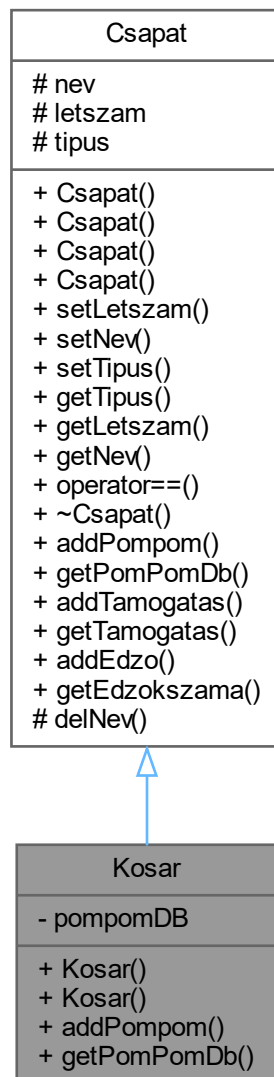 Csapat
# nev
# letszam
# tipus
+ Csapat()
+ Csapat()
+ Csapat()
+ Csapat()
+ setLetszam()
+ setNev()
+ setTipus()
+ getTipus()
+ getLetszam()
+ getNev()
+ operator==()
+ ~Csapat()
+ addPompom()
+ getPomPomDb()
+ addTamogatas()
+ getTamogatas()
+ addEdzo()
+ getEdzokszama()
# delNev()
Kosar
- pompomDB
+ Kosar()
+ Kosar()
+ addPompom()
+ getPomPomDb()